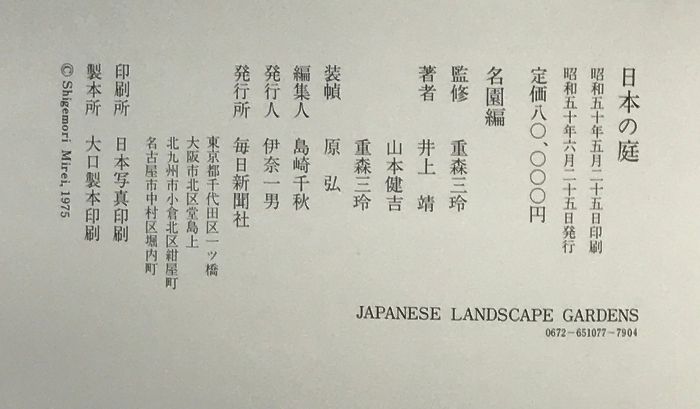 日本の庭
昭和五十年五月二十五日印刷
昭和五十年六月二十五日発行
定価八〇、〇〇〇円
名園編
監修 重森三玲
著者 井上 靖
山本健吉
重森三玲
装幀 原 弘
編集人 島崎千秋
発行人 伊奈一男
発行所 毎日新聞社
東京都千代田区一ツ橋
大阪市北区堂島上
北九州市小倉北区紺屋町
名古屋市中村区堀内町
印刷所 日本写真印刷
製本所 大口製本印刷
© Shigemori Mirei, 1975
JAPANESE LANDSCAPE GARDENS
0672-651077-7904